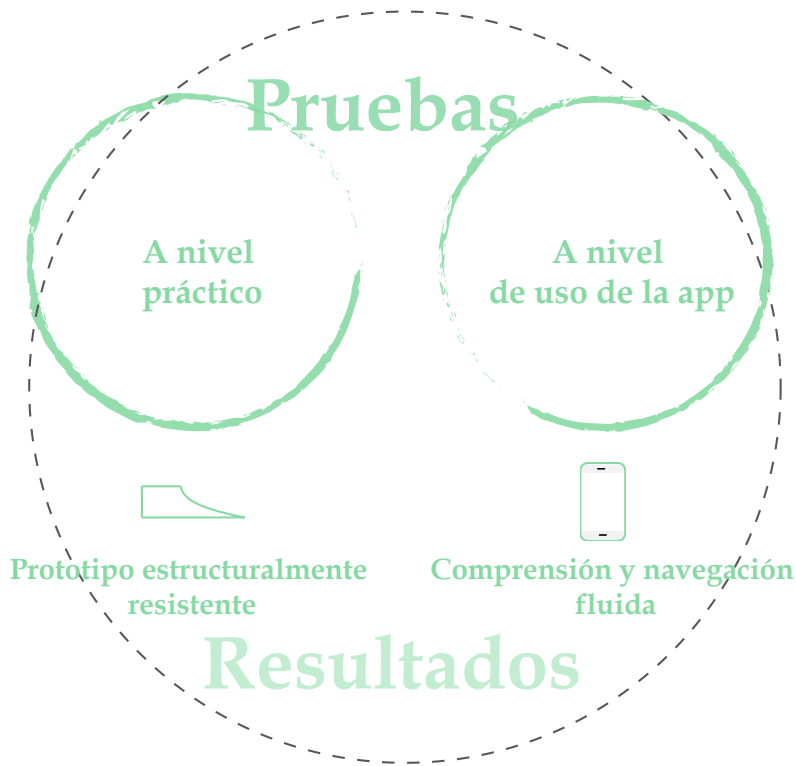 Pruebas
A nivel
práctico
A nivel
de uso de la app
Prototipo estructuralmente
resistente
Comprensión y navegación
fluida
Resultados